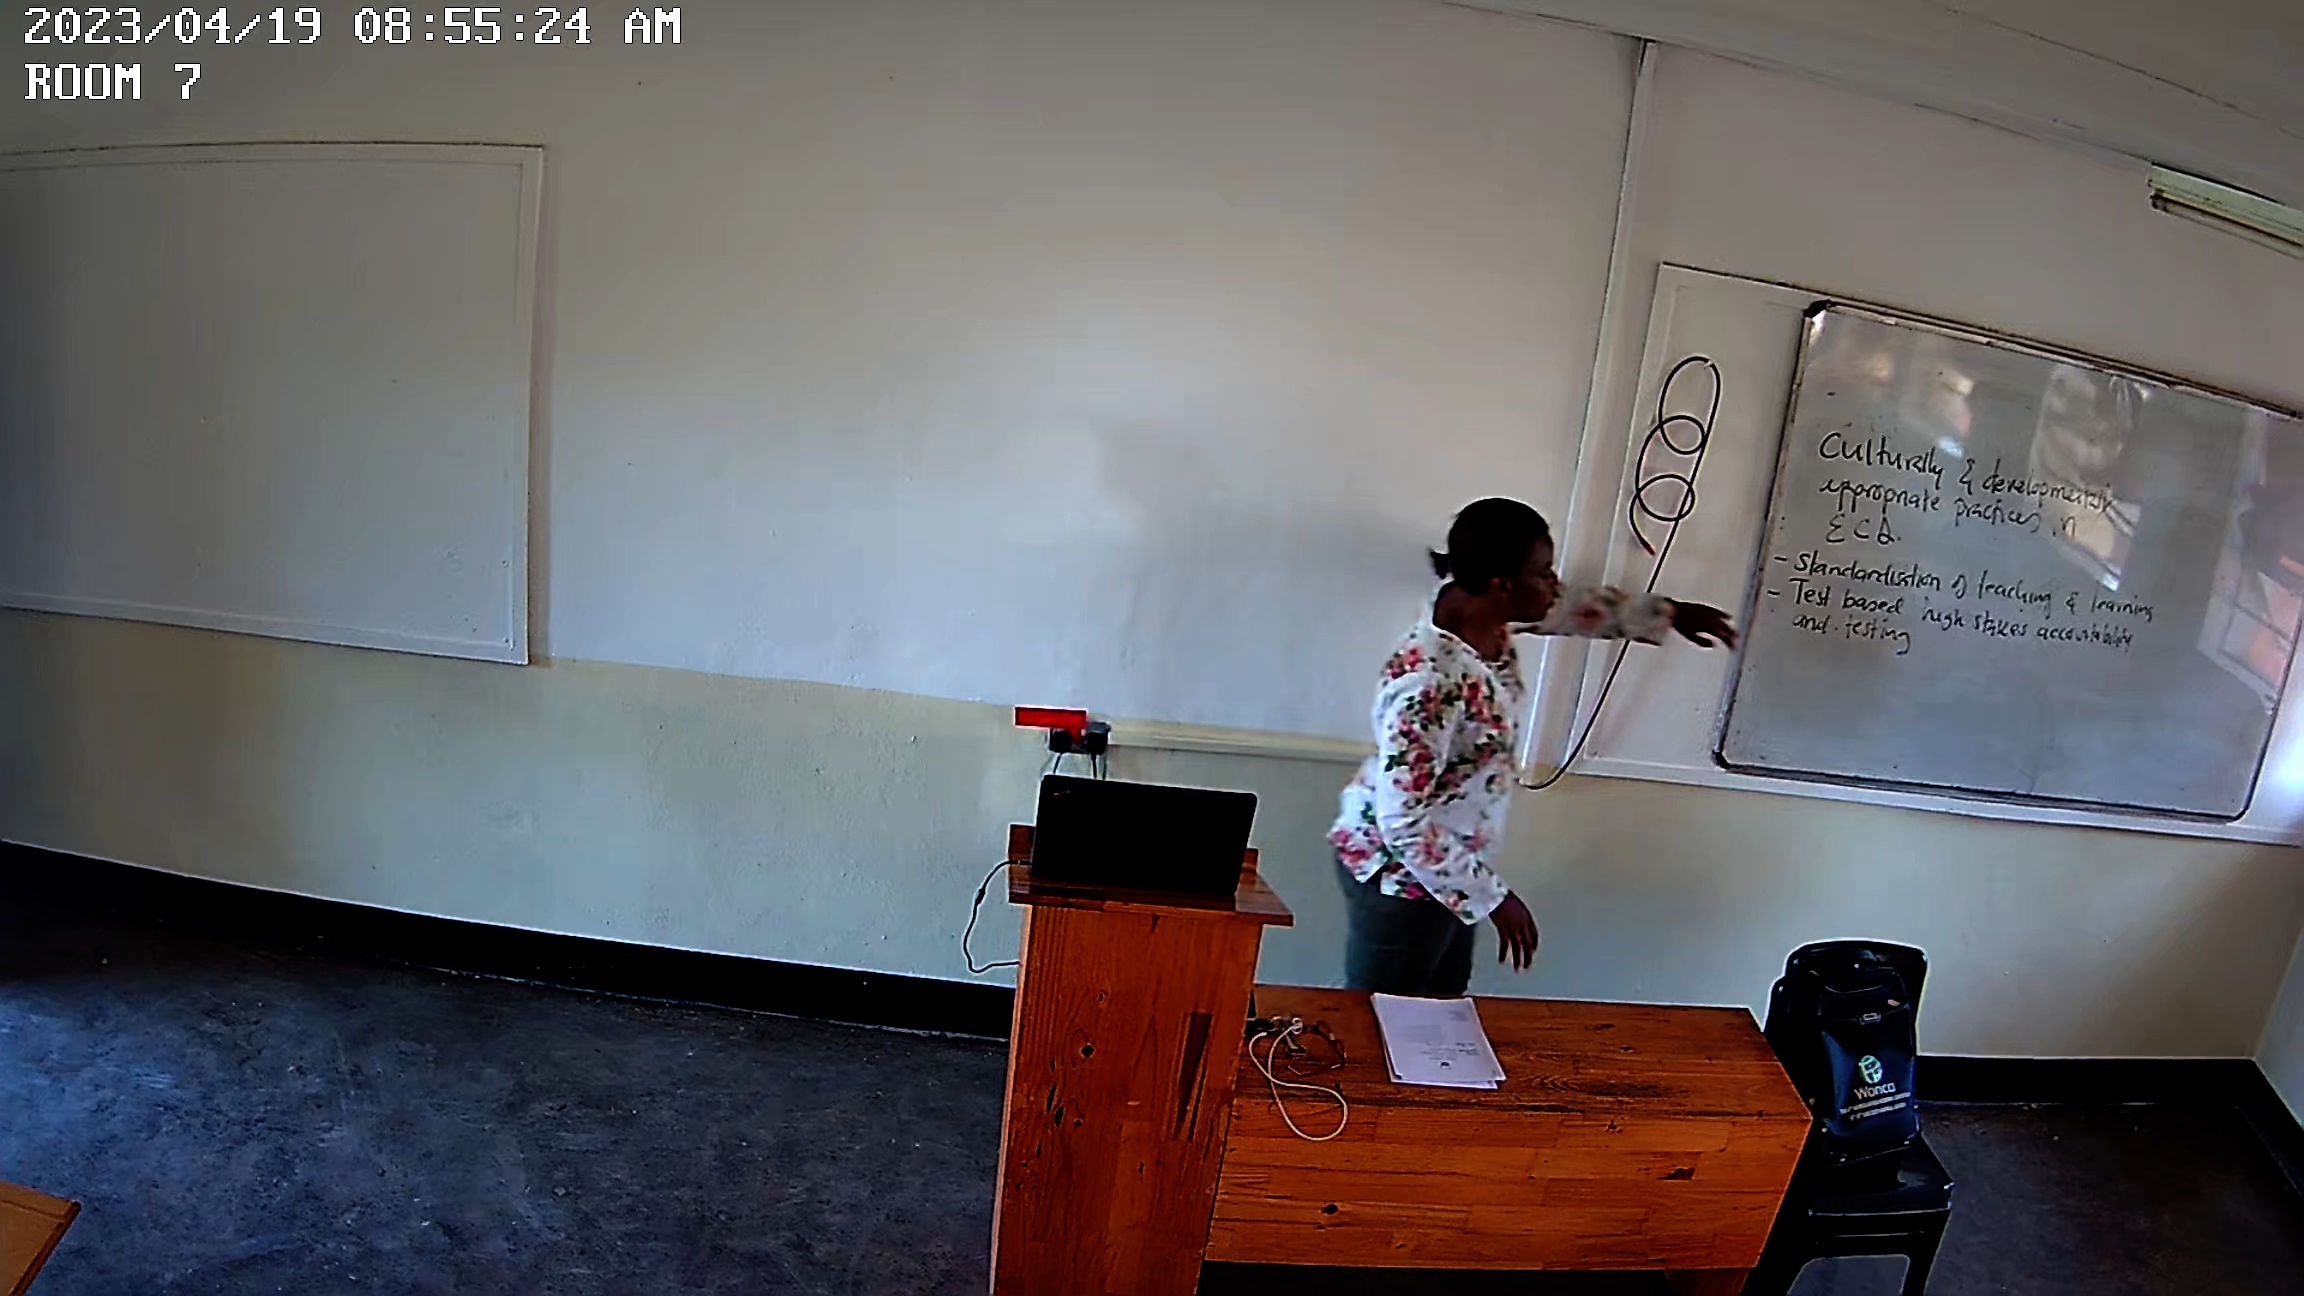 2023/04/19 08:55:24 AM
ROOM 7
Culturally & developmentally
appropriate practices in
ECD.
- Standardisation of teaching & learning
- Test based high stakes accountability
and testing
Wonca